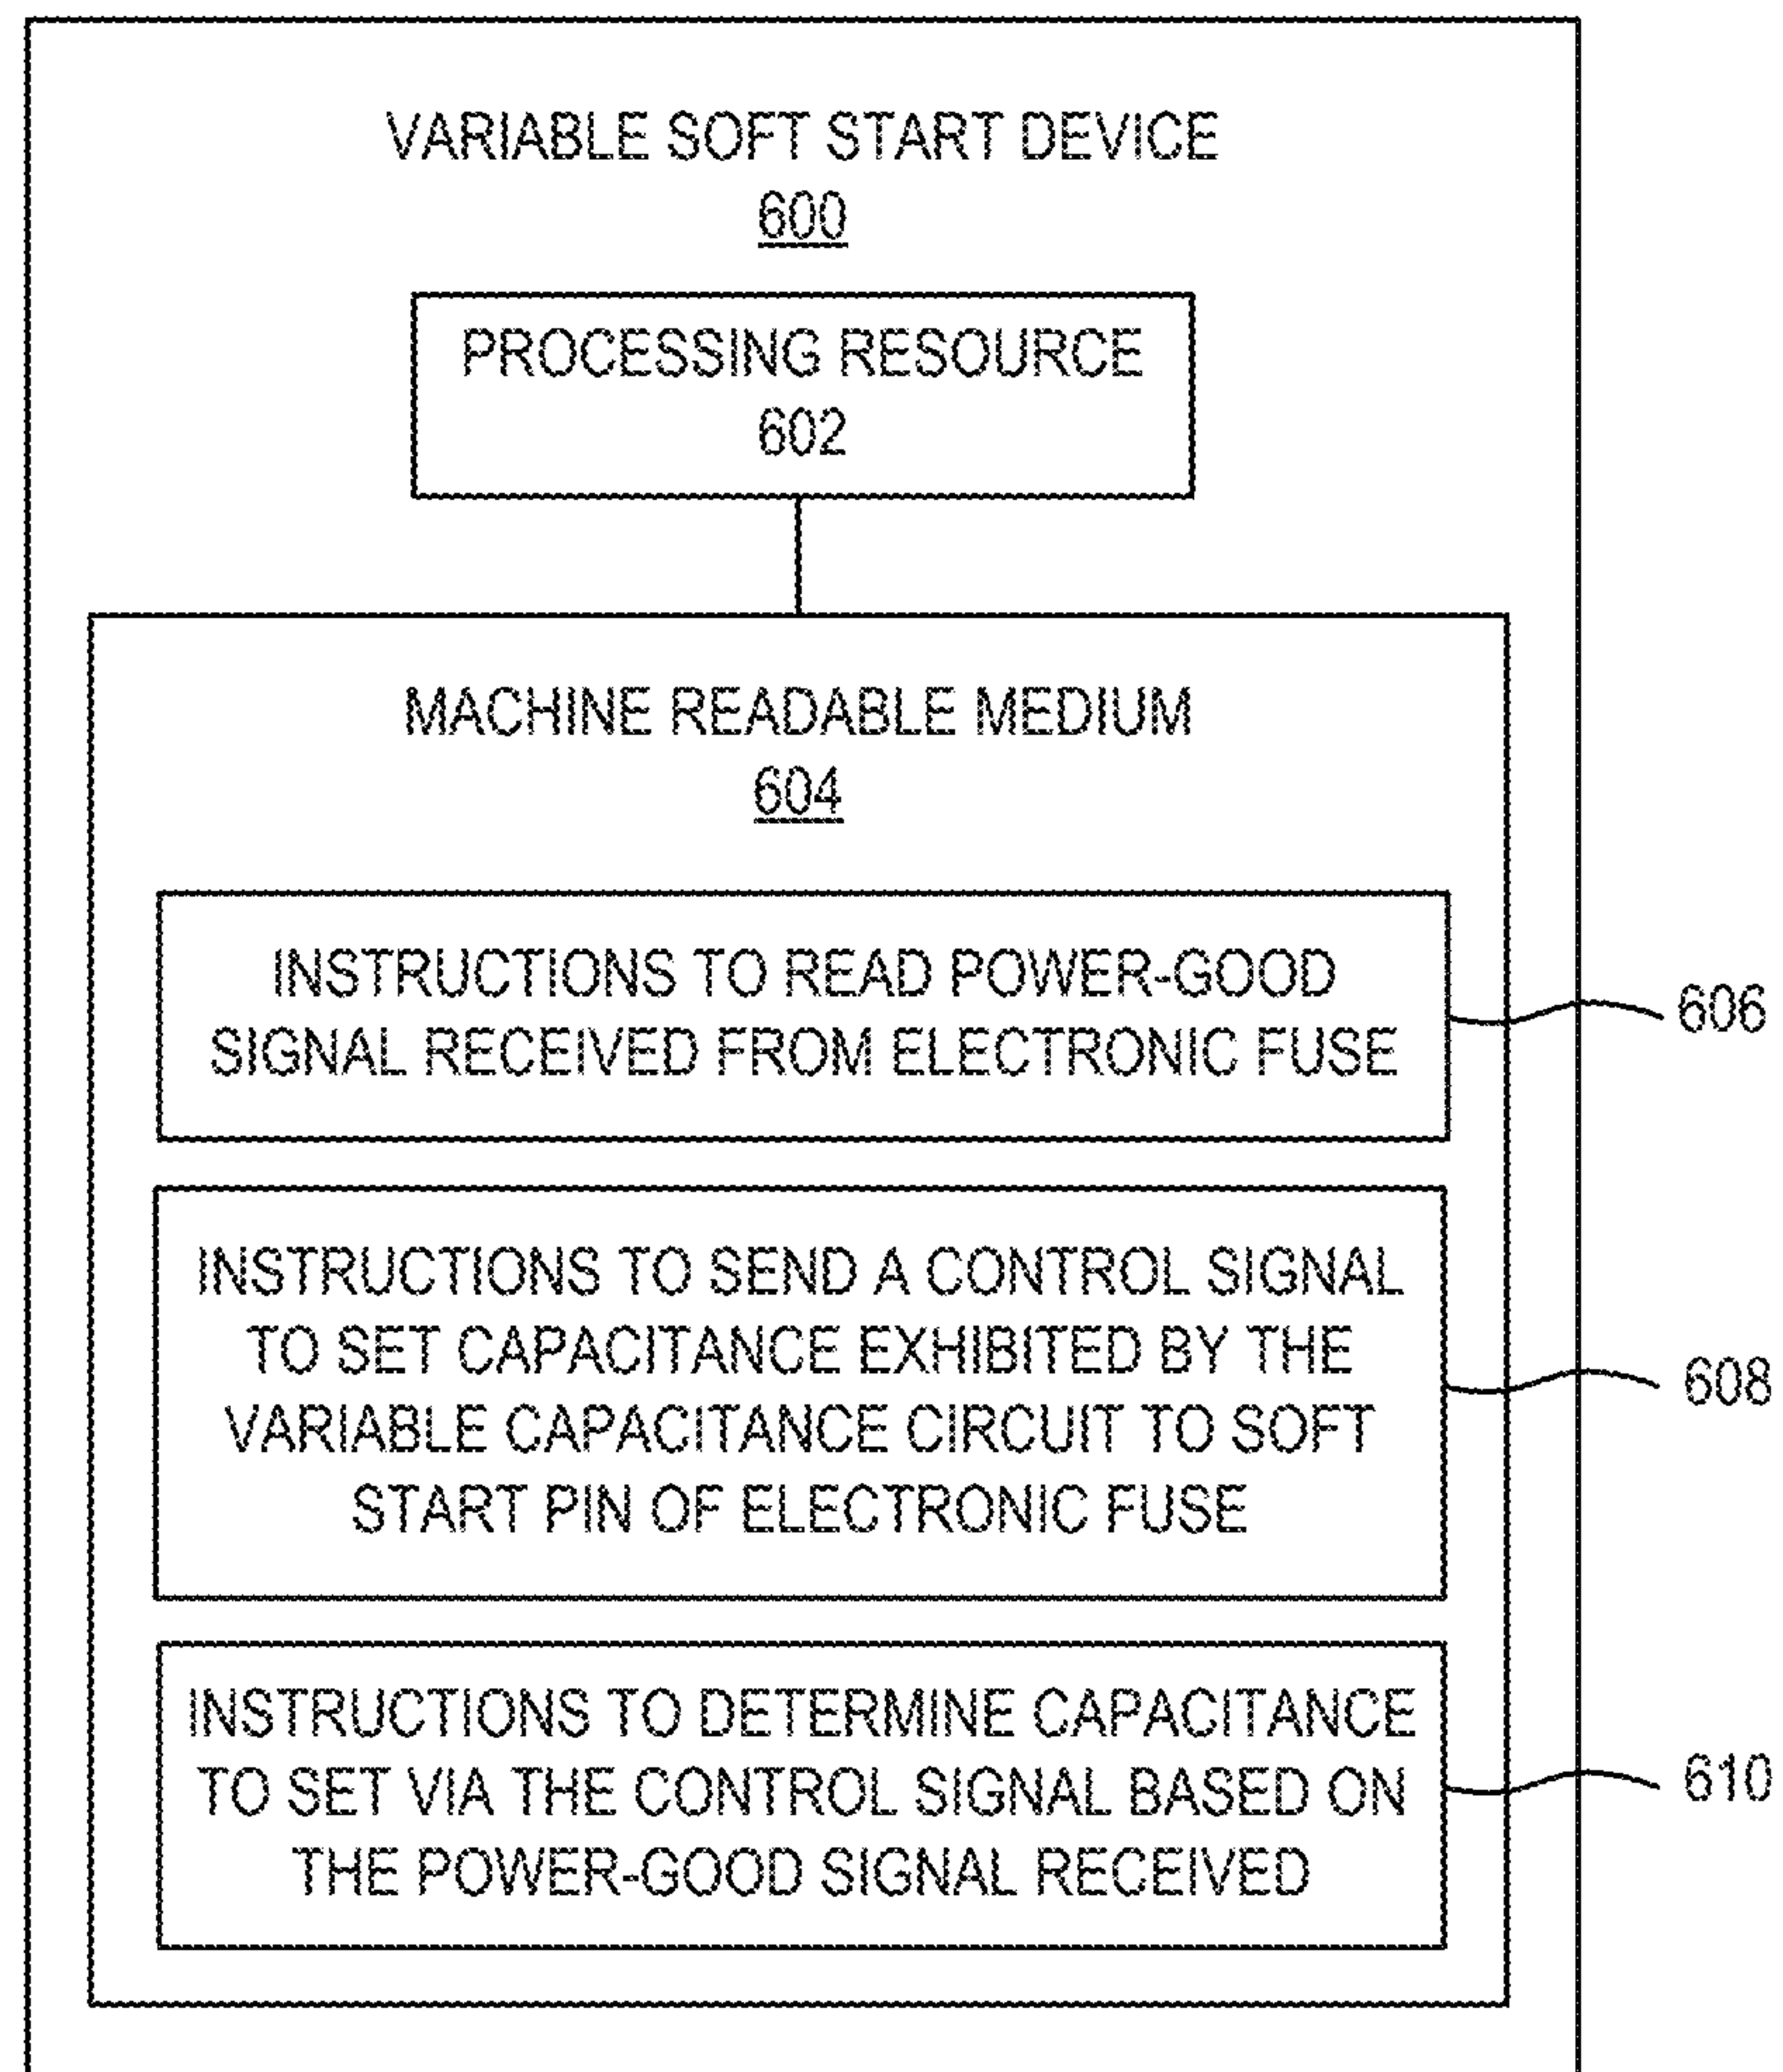 VARIABLE SOFT START DEVICE
600
PROCESSING RESOURCE
602
MACHINE READABLE MEDIUM
604
INSTRUCTIONS TO READ POWER-GOOD
SIGNAL RECEIVED FROM ELECTRONIC FUSE
606
INSTRUCTIONS TO SEND A CONTROL SIGNAL
TO SET CAPACITANCE EXHIBITED BY THE
VARIABLE CAPACITANCE CIRCUIT TO SOFT
START PIN OF ELECTRONIC FUSE
608
INSTRUCTIONS TO DETERMINE CAPACITANCE
TO SET VIA THE CONTROL SIGNAL BASED ON
THE POWER-GOOD SIGNAL RECEIVED
610